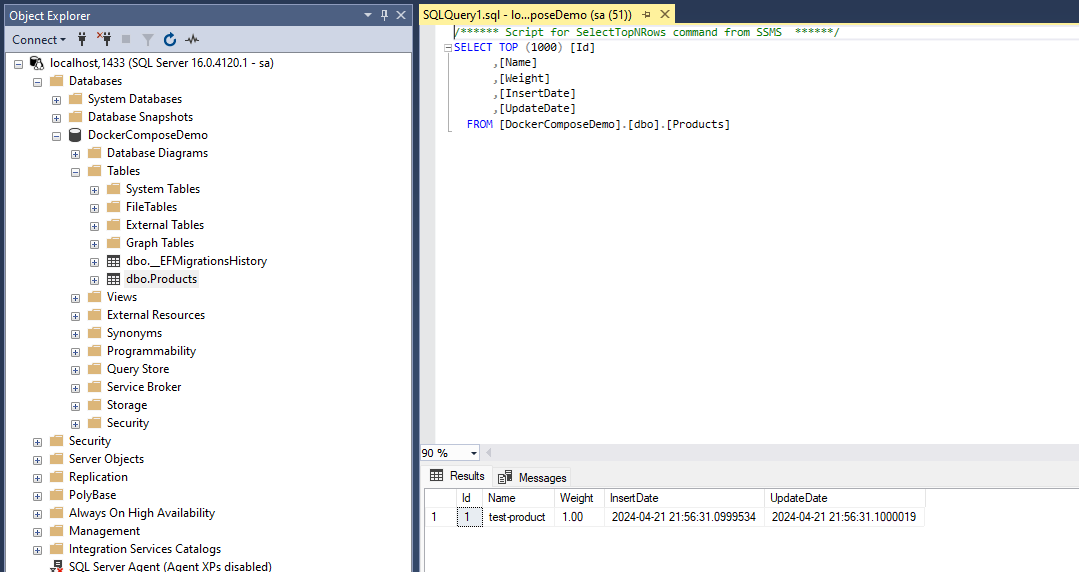 Object Explorer
Connect
localhost,1433 (SQL Server 16.0.4120.1 - sa)
Databases
System Databases
Database Snapshots
DockerComposeDemo
Database Diagrams
Tables
System Tables
FileTables
External Tables
Graph Tables
dbo.__EFMigrationsHistory
dbo.Products
Views
External Resources
Synonyms
Programmability
Query Store
Service Broker
Storage
Security
Security
Server Objects
Replication
PolyBase
Always On High Availability
Management
Integration Services Catalogs
SQL Server Agent (Agent XPs disabled)
SQLQuery1.sql - lo...poseDemo (sa (51))
/****** Script for SelectTopNRows command from SSMS  ******/
SELECT TOP (1000) [Id]
,[Name]
,[Weight]
,[InsertDate]
,[UpdateDate]
FROM [DockerComposeDemo].[dbo].[Products]
90 %
Results Messages
Id Name Weight InsertDate UpdateDate
1 1 test-product 1.00 2024-04-21 21:56:31.0999534 2024-04-21 21:56:31.1000019